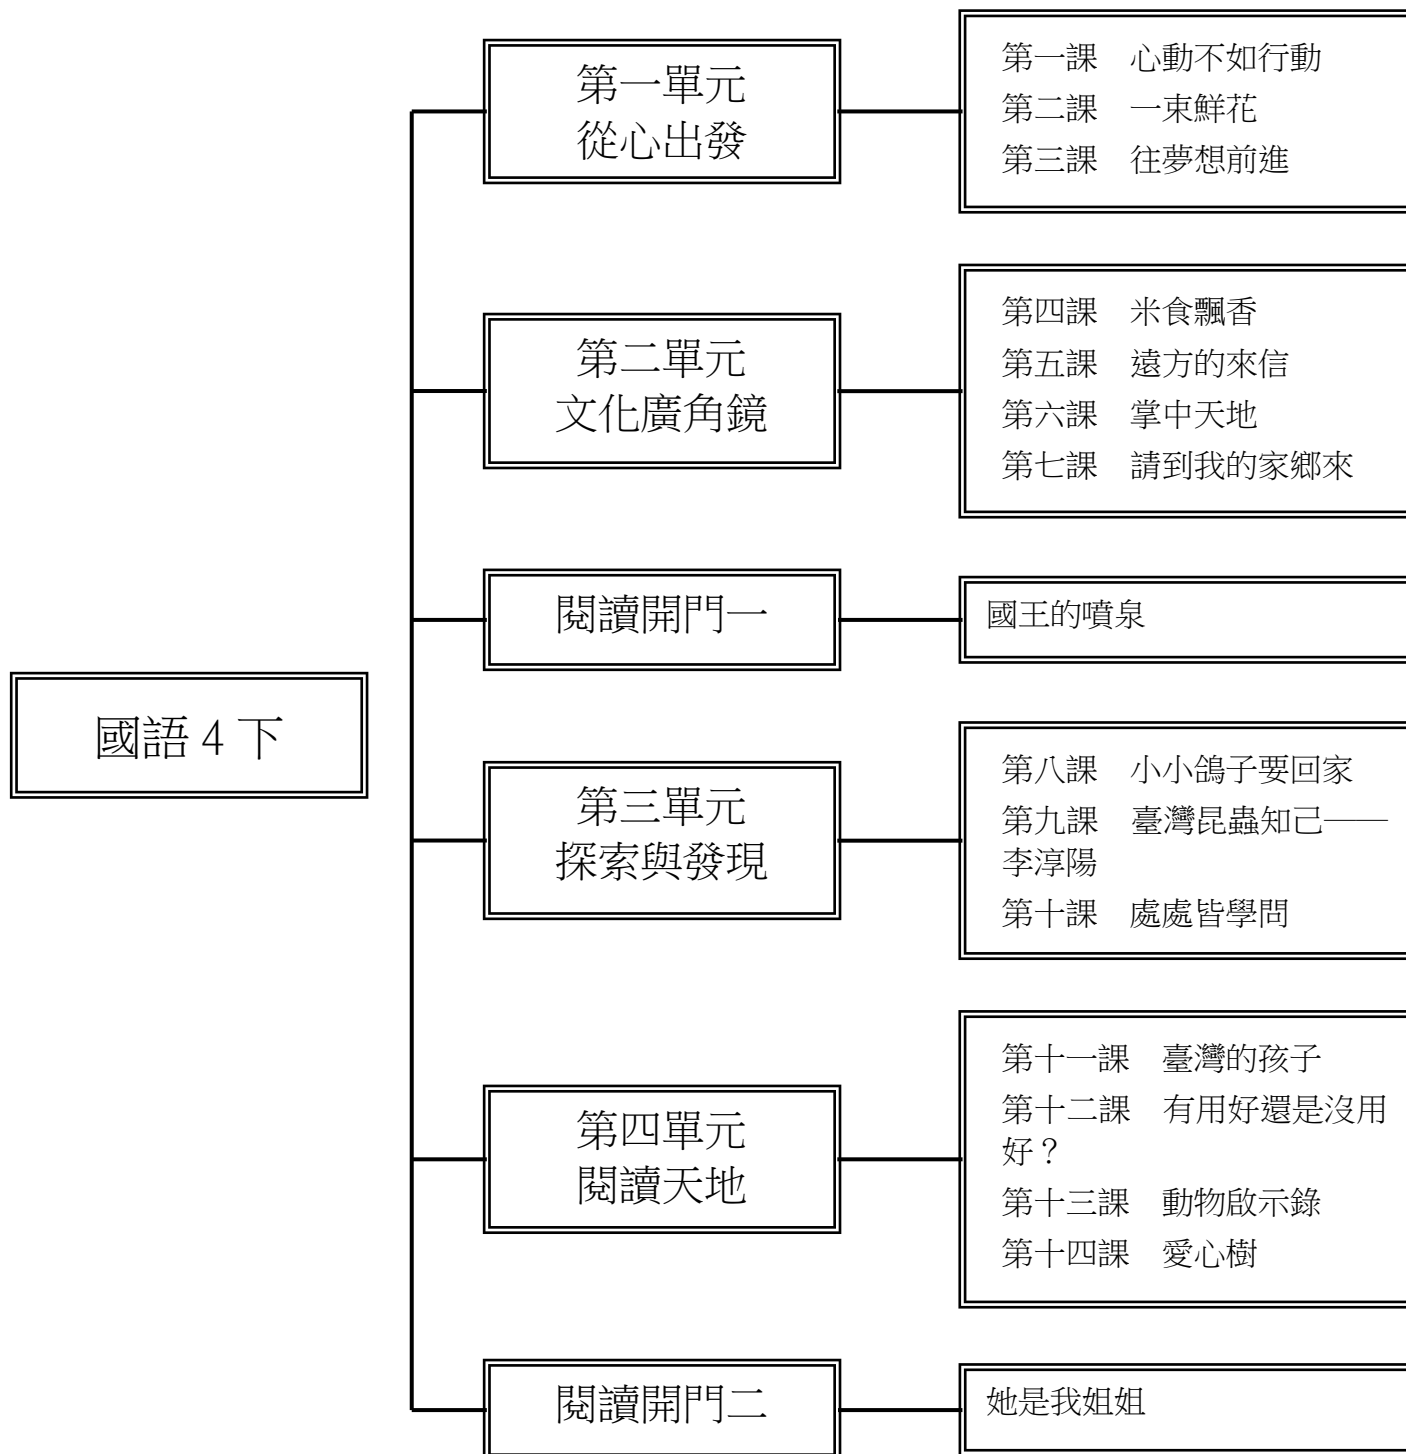 國語4下
第一單元
從心出發
第一課　心動不如行動
第二課　一束鮮花
第三課　往夢想前進
第二單元
文化廣角鏡
第四課　米食飄香
第五課　遠方的來信
第六課　掌中天地
第七課　請到我的家鄉來
閱讀開門一
國王的噴泉
第三單元
探索與發現
第八課　小小鴿子要回家
第九課　臺灣昆蟲知己——
李淳陽
第十課　處處皆學問
第四單元
閱讀天地
第十一課　臺灣的孩子
第十二課　有用好還是沒用
好？
第十三課　動物啟示錄
第十四課　愛心樹
閱讀開門二
她是我姐姐